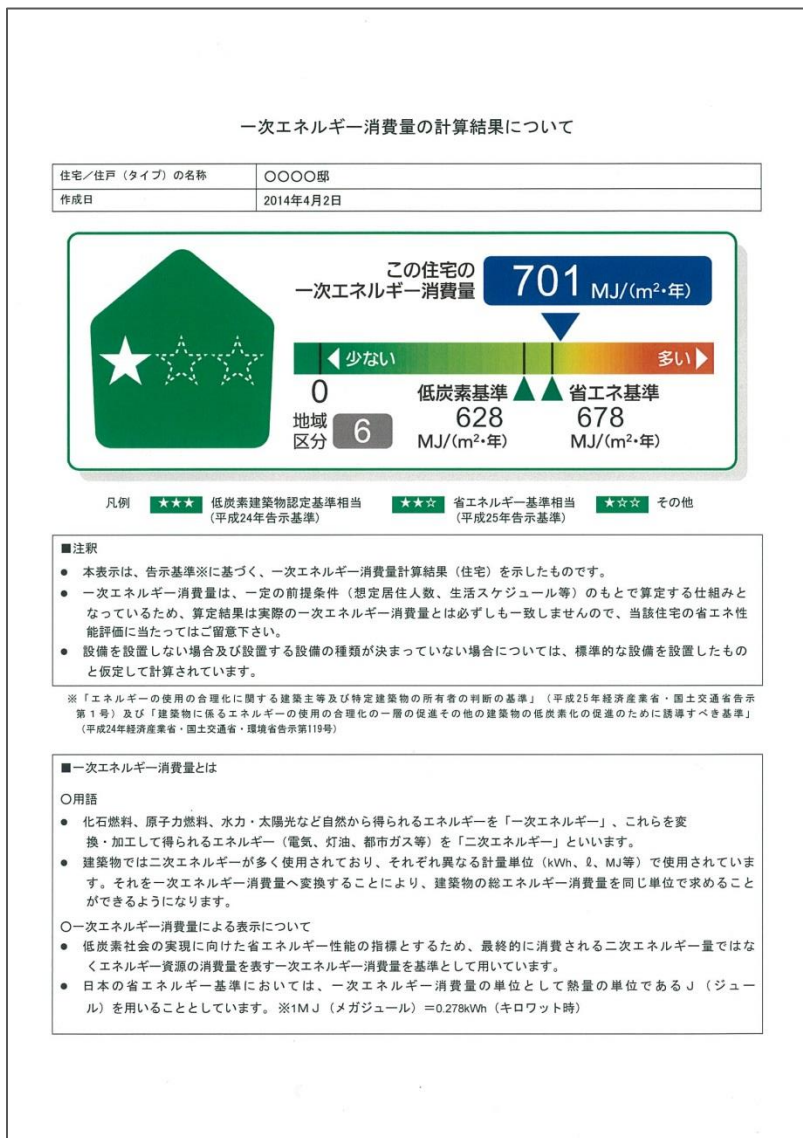 一次エネルギー消費量の計算結果について
住宅／住戸（タイプ）の名称 〇〇〇〇邸
作成日 2014年4月2日
この住宅の
一次エネルギー消費量 701 MJ/(m²・年)
少ない 多い
0 低炭素基準 省エネ基準
628 678
地域区分 6 MJ/(m²・年) MJ/(m²・年)
凡例 ★★★ 低炭素建築物認定基準相当 ★★☆ 省エネルギー基準相当 ★☆☆ その他
（平成24年告示基準） （平成25年告示基準）
■注釈
● 本表示は、告示基準※に基づく、一次エネルギー消費量計算結果（住宅）を示したものです。
● 一次エネルギー消費量は、一定の前提条件（想定居住人数、生活スケジュール等）のもとで算定する仕組みと
なっているため、算定結果は実際の一次エネルギー消費量とは必ずしも一致しませんので、当該住宅の省エネ性
能評価に当たってはご留意下さい。
● 設備を設置しない場合及び設置する設備の種類が決まっていない場合については、標準的な設備を設置したもの
と仮定して計算されています。
※「エネルギーの使用の合理化に関する建築主等及び特定建築物の所有者の判断の基準」（平成25年経済産業省・国土交通省告示
第１号）及び「建築物に係るエネルギーの使用の合理化の一層の促進その他の建築物の低炭素化の促進のために誘導すべき基準」
（平成24年経済産業省・国土交通省・環境省告示第119号）
■一次エネルギー消費量とは
〇用語
● 化石燃料、原子力燃料、水力・太陽光など自然から得られるエネルギーを「一次エネルギー」、これらを変
換・加工して得られるエネルギー（電気、灯油、都市ガス等）を「二次エネルギー」といいます。
● 建築物では二次エネルギーが多く使用されており、それぞれ異なる計量単位（kWh、ℓ、MJ等）で使用されていま
す。それを一次エネルギー消費量へ変換することにより、建築物の総エネルギー消費量を同じ単位で求めること
ができるようになります。
〇一次エネルギー消費量による表示について
● 低炭素社会の実現に向けた省エネルギー性能の指標とするため、最終的に消費される二次エネルギー量ではな
くエネルギー資源の消費量を表す一次エネルギー消費量を基準として用いています。
● 日本の省エネルギー基準においては、一次エネルギー消費量の単位として熱量の単位であるＪ（ジュー
ル）を用いることとしています。※1ＭＪ（メガジュール）＝0.278kWh（キロワット時）